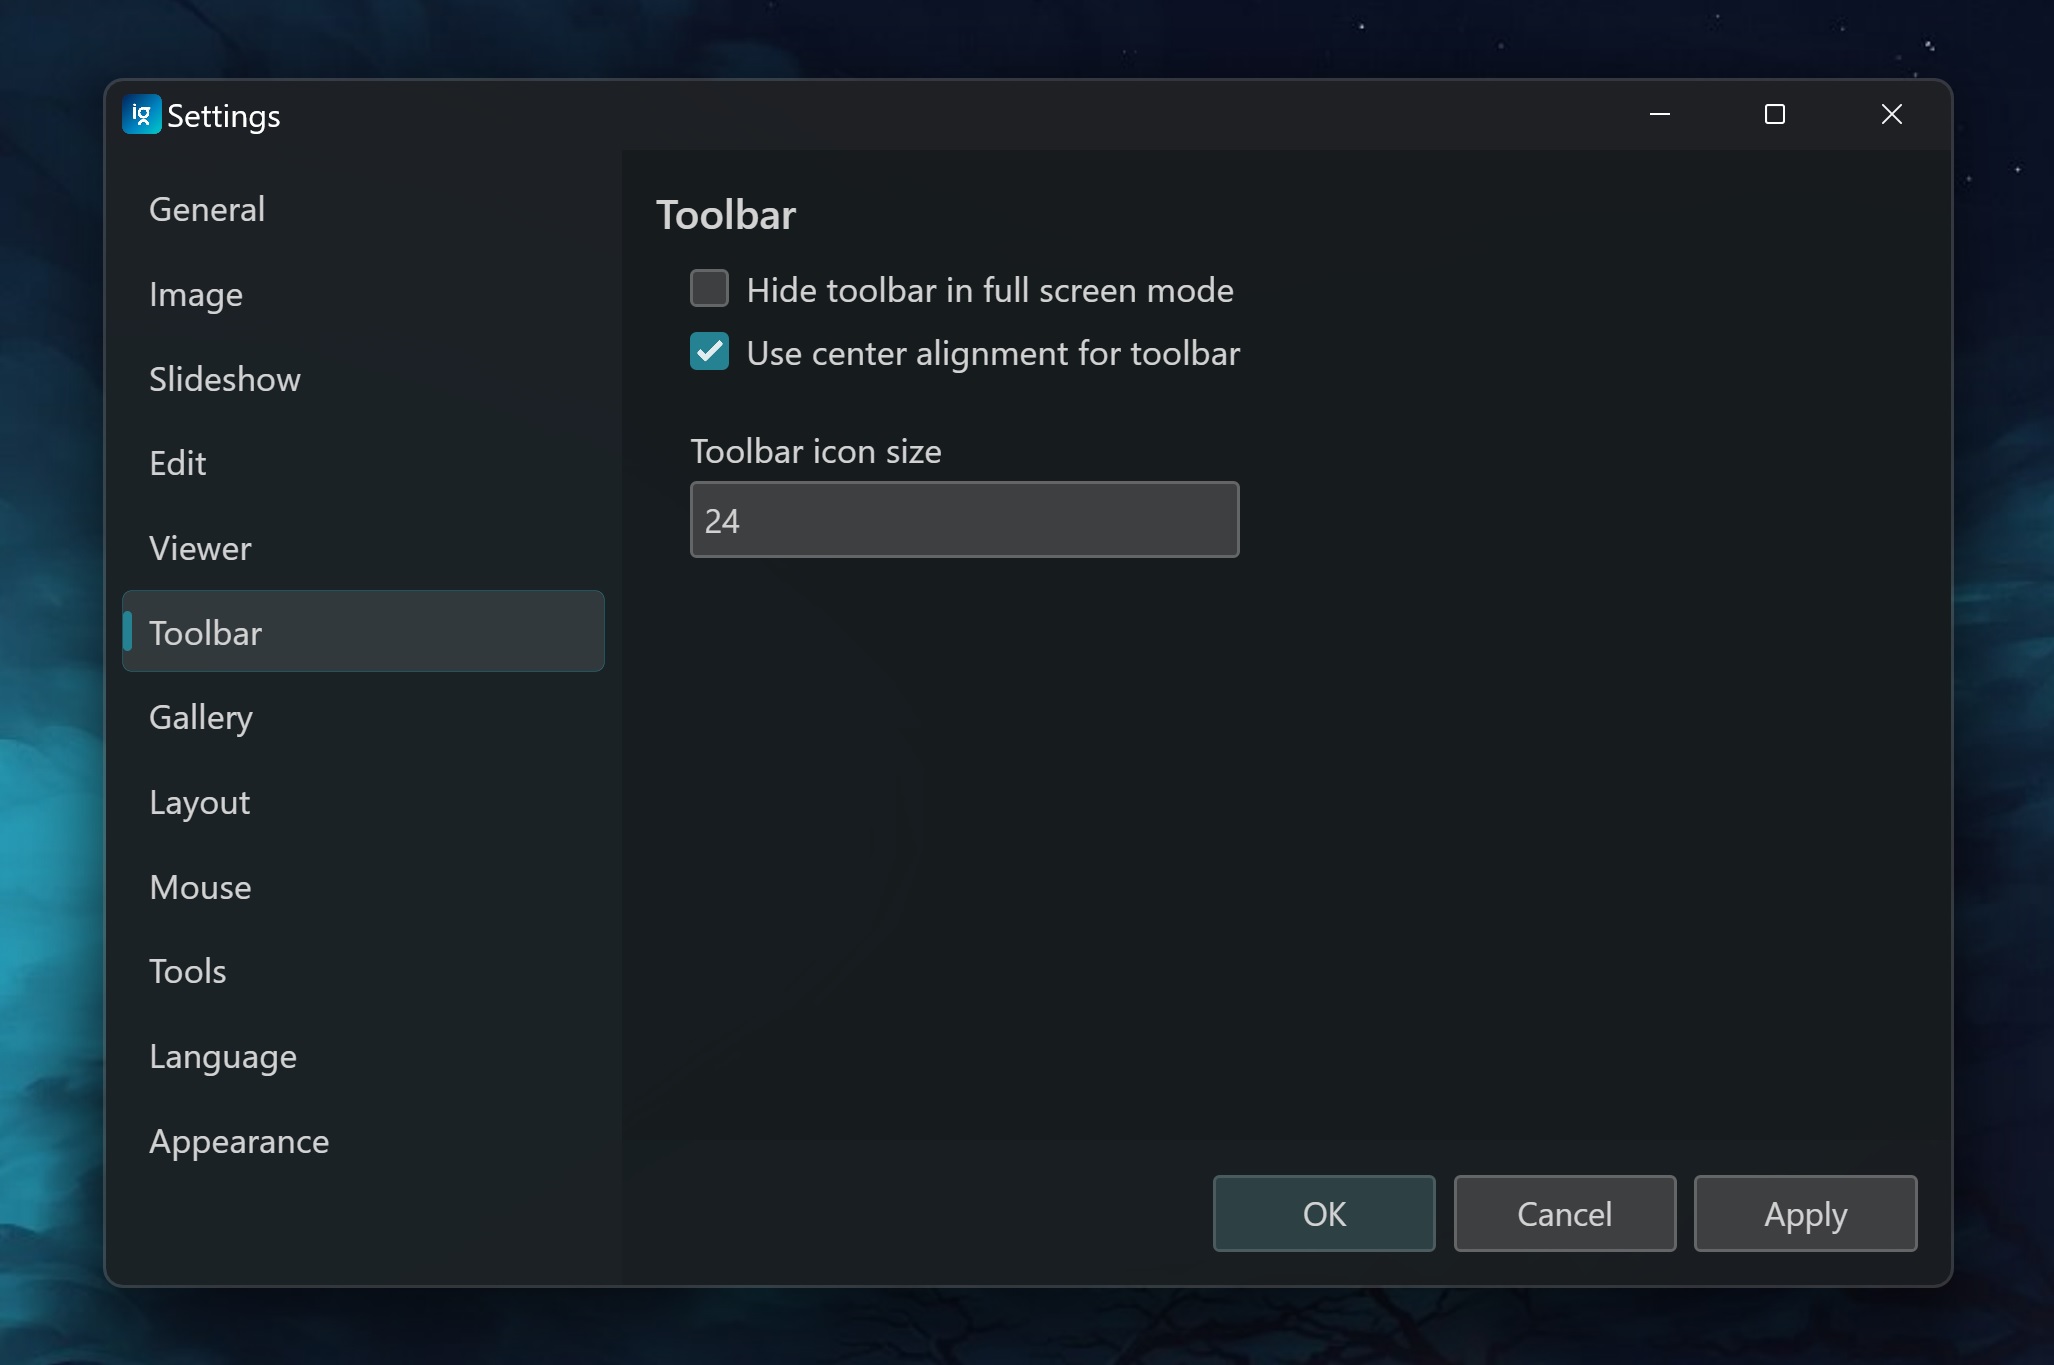 ig Settings
General
Image
Slideshow
Edit
Viewer
Toolbar
Gallery
Layout
Mouse
Tools
Language
Appearance
Toolbar
Hide toolbar in full screen mode
Use center alignment for toolbar
Toolbar icon size
24
OK Cancel Apply